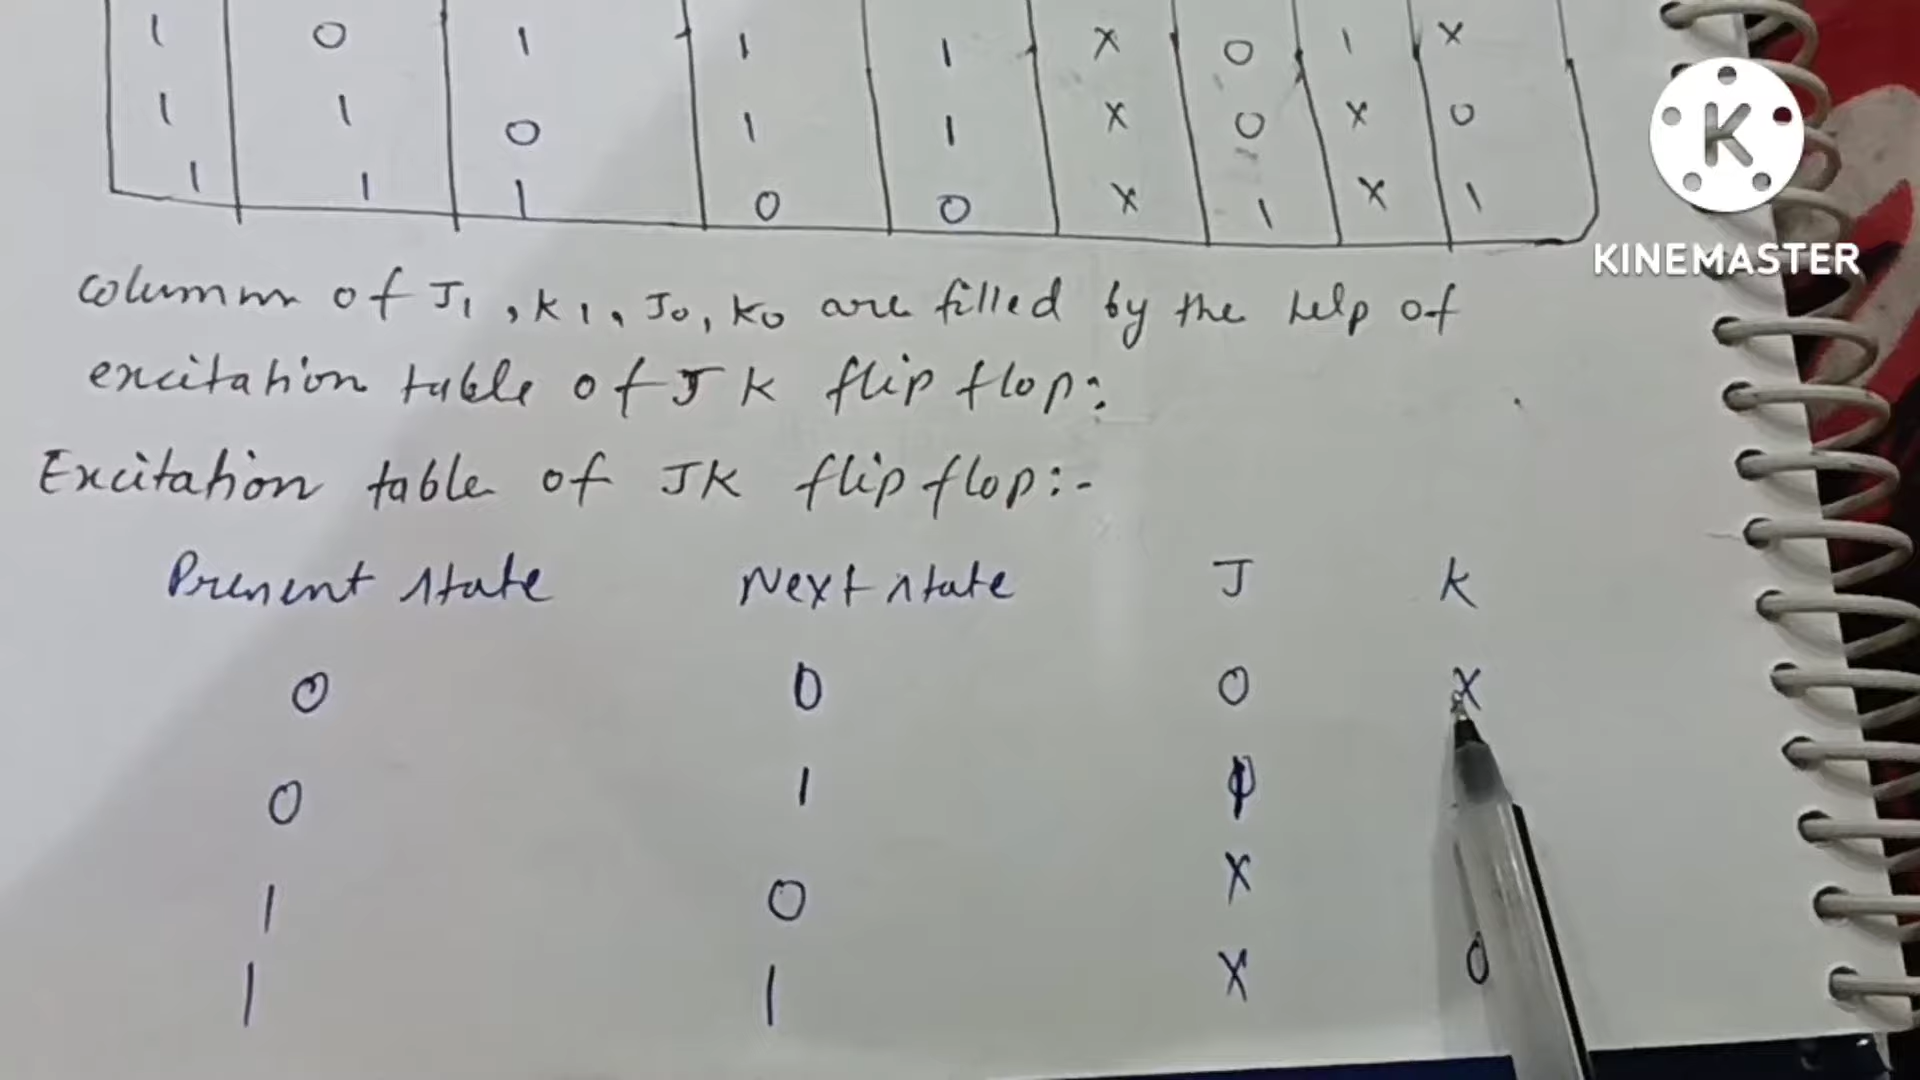 1 0 1 1 1 x 0 1 x
1 1 0 1 1 x 0 x 0
1 1 1 0 0 x 1 x 1
K
KINEMASTER
column of J1, K1, J0, K0 are filled by the help of
excitation table of JK flip flop:
Excitation table of JK flip flop:-
Present state Next state J K
0 0 0 x
0 1 1
1 0 x
1 1 x 0